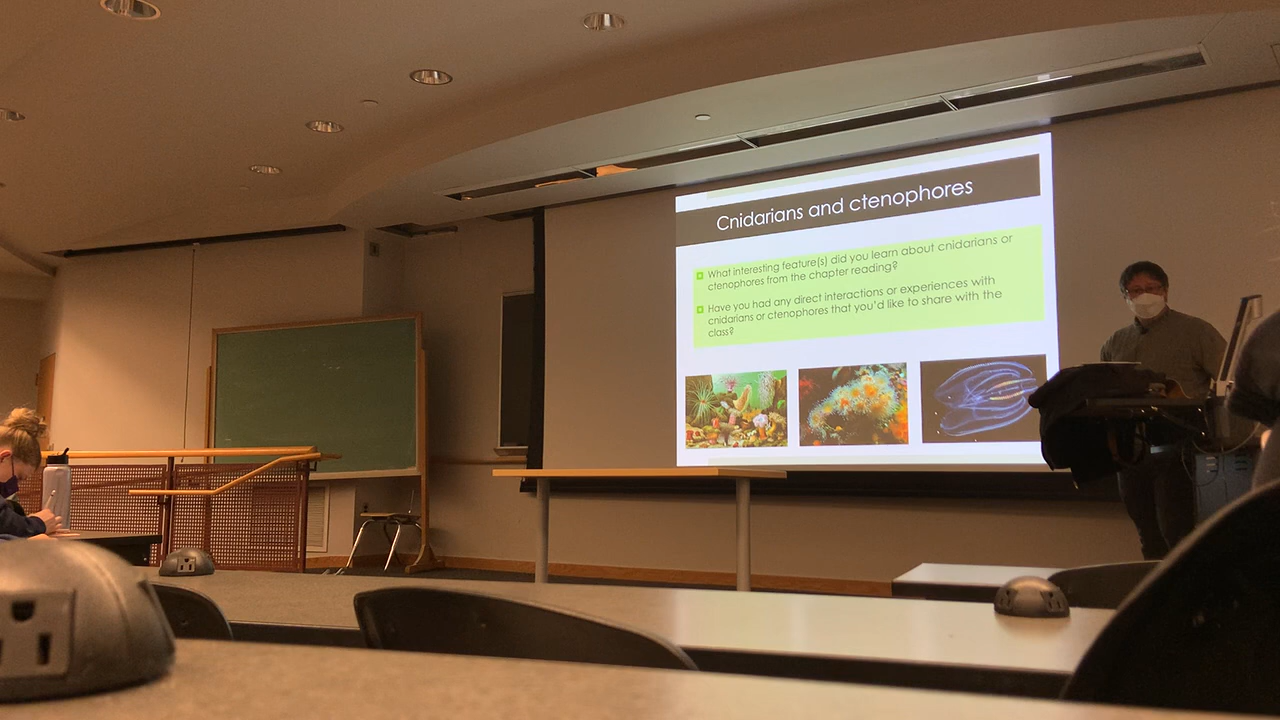 Cnidarians and ctenophores
What interesting feature(s) did you learn about cnidarians or
ctenophores from the chapter reading?
Have you had any direct interactions or experiences with
cnidarians or ctenophores that you'd like to share with the
class?